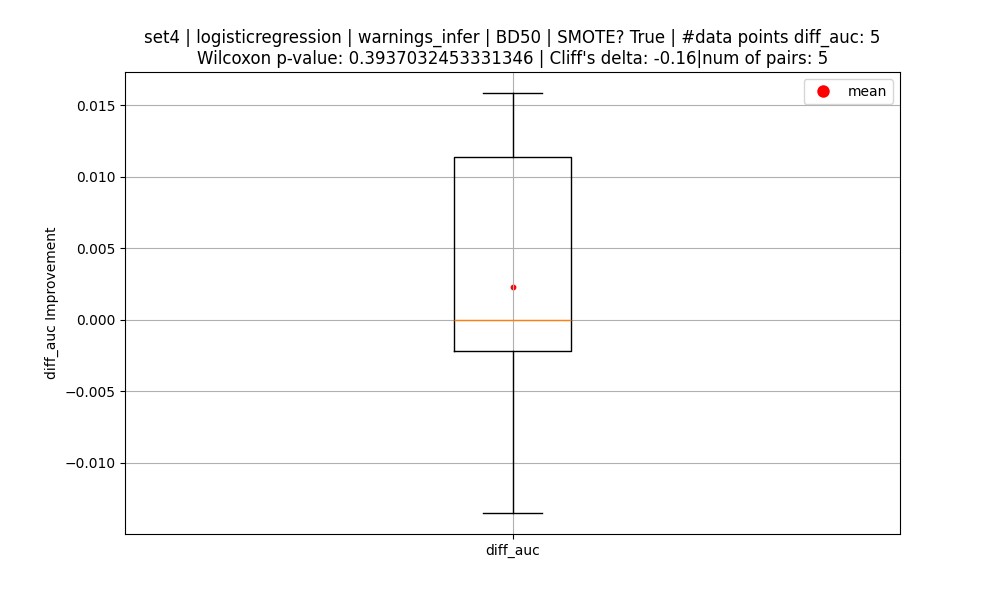 set4 | logisticregression | warnings_infer | BD50 | SMOTE? True | #data points diff_auc: 5
Wilcoxon p-value: 0.3937032453331346 | Cliff's delta: -0.16|num of pairs: 5
mean
0.015
0.010
0.005
0.000
−0.005
−0.010
diff_auc Improvement
diff_auc